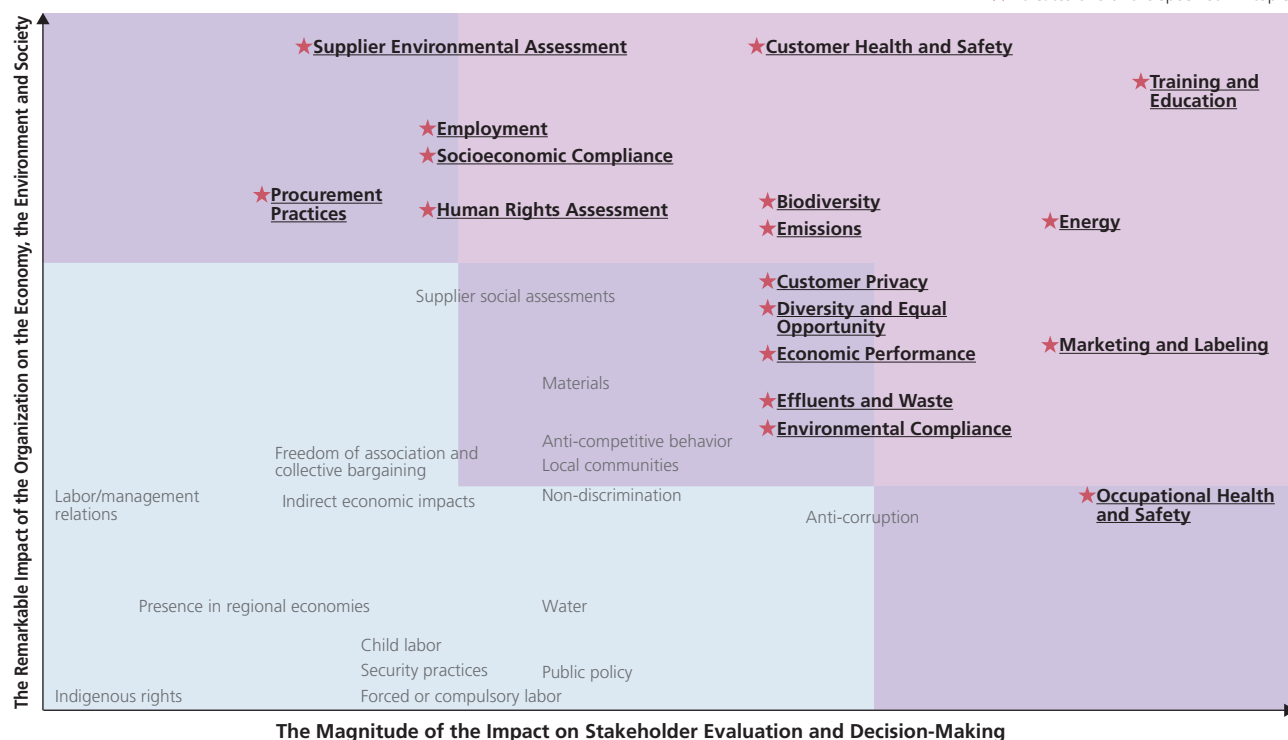 The Remarkable Impact of the Organization on the Economy, the Environment and Society
★Supplier Environmental Assessment
★Customer Health and Safety
★Training and
Education
★Employment
★Socioeconomic Compliance
★Procurement
Practices
★Human Rights Assessment
★Biodiversity
★Emissions
★Energy
★Customer Privacy
Supplier social assessments
★Diversity and Equal
Opportunity
★Economic Performance
★Marketing and Labeling
Materials
★Effluents and Waste
★Environmental Compliance
Anti-competitive behavior
Freedom of association and
collective bargaining
Local communities
Labor/management
relations
Indirect economic impacts
Non-discrimination
★Occupational Health
and Safety
Anti-corruption
Presence in regional economies
Water
Child labor
Security practices
Public policy
Indigenous rights
Forced or compulsory labor
The Magnitude of the Impact on Stakeholder Evaluation and Decision-Making